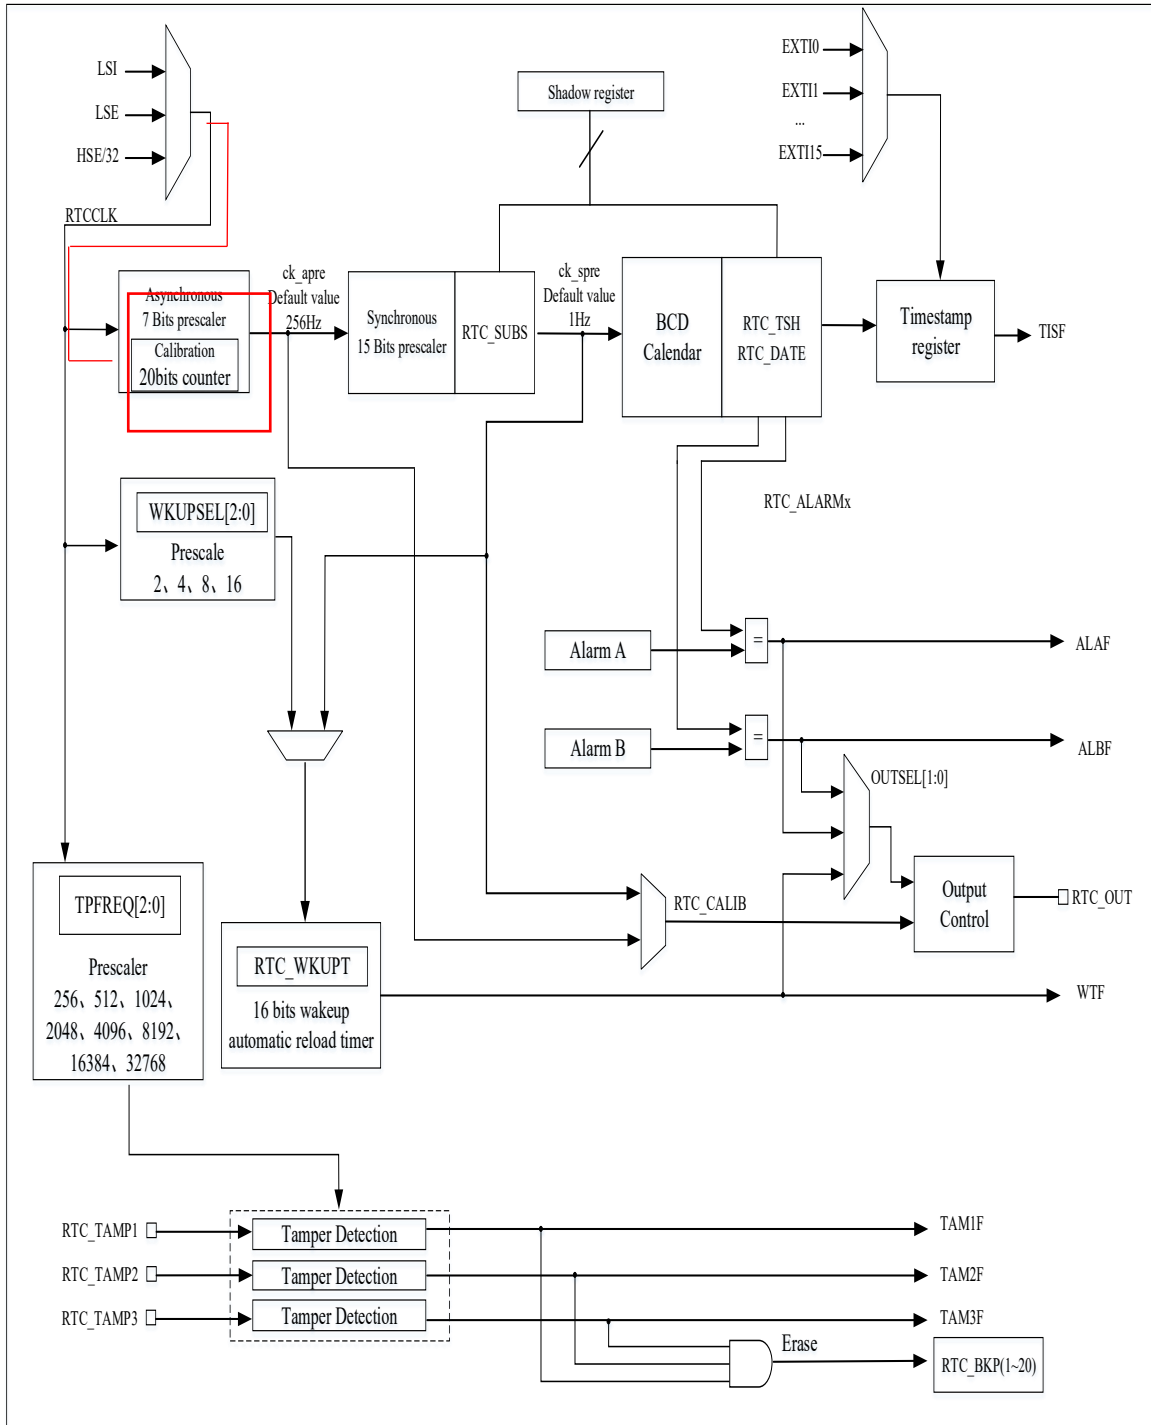 LSI
LSE
HSE/32
RTCCLK
Shadow register
EXTI0
EXTI1
...
EXTI15
Asynchronous
7 Bits prescaler
Calibration
20bits counter
ck_apre
Default value
256Hz
Synchronous
15 Bits prescaler
RTC_SUBS
ck_spre
Default value
1Hz
BCD
Calendar
RTC_TSH
RTC_DATE
Timestamp
register
TISF
WKUPSEL[2:0]
Prescale
2、4、8、16
RTC_ALARMx
Alarm A
=
ALAF
Alarm B
=
ALBF
OUTSEL[1:0]
RTC_CALIB
Output
Control
RTC_OUT
TPFREQ[2:0]
Prescaler
256、512、1024、
2048、4096、8192、
16384、32768
RTC_WKUPT
16 bits wakeup
automatic reload timer
WTF
RTC_TAMP1
Tamper Detection
TAM1F
RTC_TAMP2
Tamper Detection
TAM2F
RTC_TAMP3
Tamper Detection
TAM3F
Erase
RTC_BKP(1~20)